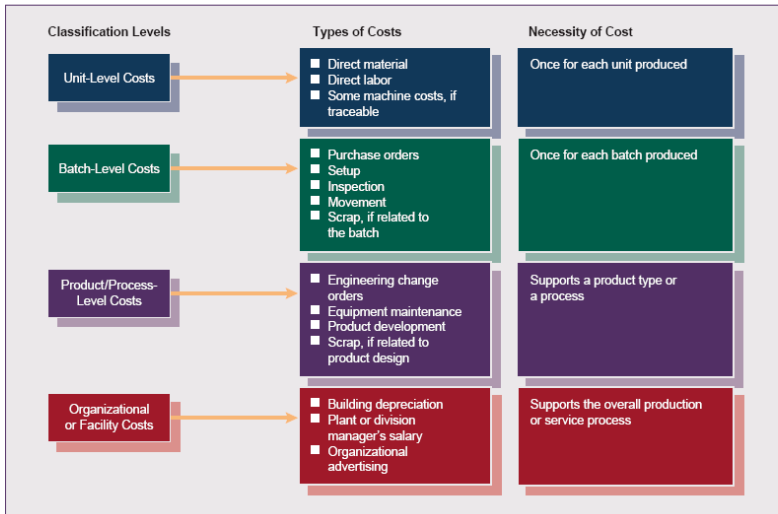 Classification Levels
Types of Costs
Necessity of Cost
Unit-Level Costs
Direct material
Direct labor
Some machine costs, if
traceable
Once for each unit produced
Batch-Level Costs
Purchase orders
Setup
Inspection
Movement
Scrap, if related to
the batch
Once for each batch produced
Product/Process-
Level Costs
Engineering change
orders
Equipment maintenance
Product development
Scrap, if related to
product design
Supports a product type or
a process
Organizational
or Facility Costs
Building depreciation
Plant or division
manager's salary
Organizational
advertising
Supports the overall production
or service process